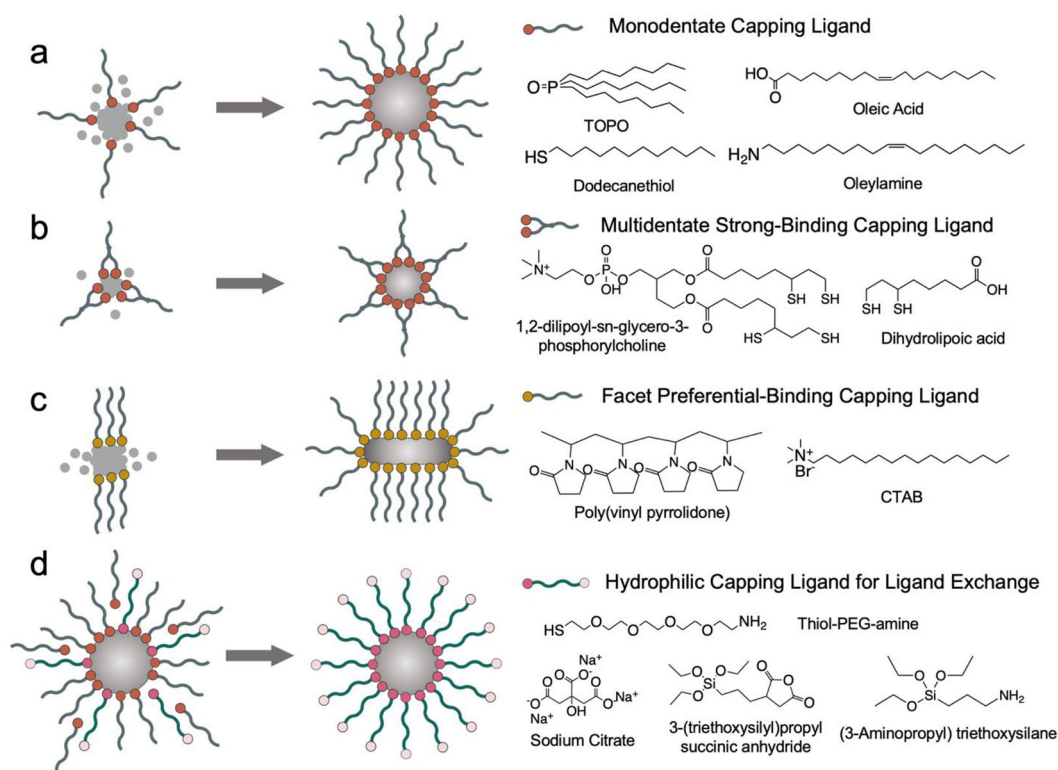 a
Monodentate Capping Ligand
O=P
TOPO
HO
O
Oleic Acid
HS
Dodecanethiol
H₂N
Oleylamine
b
Multidentate Strong-Binding Capping Ligand
N⁺
O
O
P
OH
O
O
O
O
O
SH
SH
HS
SH
1,2-dilipoyl-sn-glycero-3-
phosphorylcholine
O
OH
SH
SH
Dihydrolipoic acid
c
Facet Preferential-Binding Capping Ligand
N
N
N
N
O
O
O
O
Poly(vinyl pyrrolidone)
N⁺
Br⁻
CTAB
d
Hydrophilic Capping Ligand for Ligand Exchange
HS
O
O
O
O
NH₂
Thiol-PEG-amine
Na⁺
O
O⁻
O
O
⁻O
OH
O⁻
Na⁺
Na⁺
Sodium Citrate
O
O
Si
O
O
O
O
3-(triethoxysilyl)propyl
succinic anhydride
O
O
Si
O
NH₂
(3-Aminopropyl) triethoxysilane